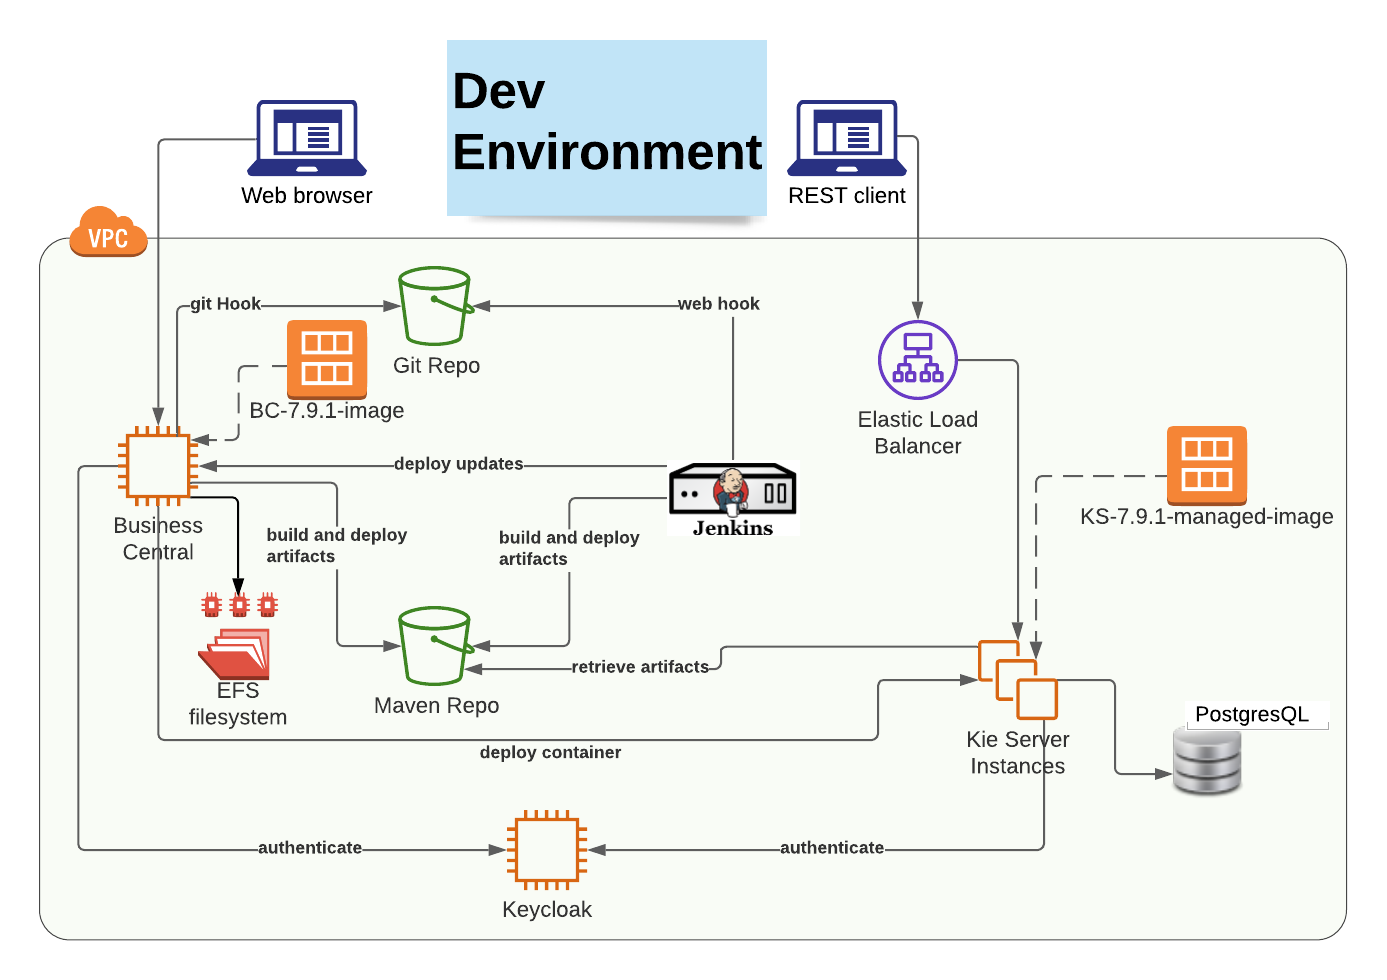 Dev
Environment
Web browser
REST client
VPC
git Hook
web hook
Git Repo
BC-7.9.1-image
Elastic Load
Balancer
deploy updates
Jenkins
KS-7.9.1-managed-image
Business
Central
build and deploy
artifacts
build and deploy
artifacts
retrieve artifacts
EFS
filesystem
Maven Repo
PostgresQL
deploy container
Kie Server
Instances
authenticate
authenticate
Keycloak